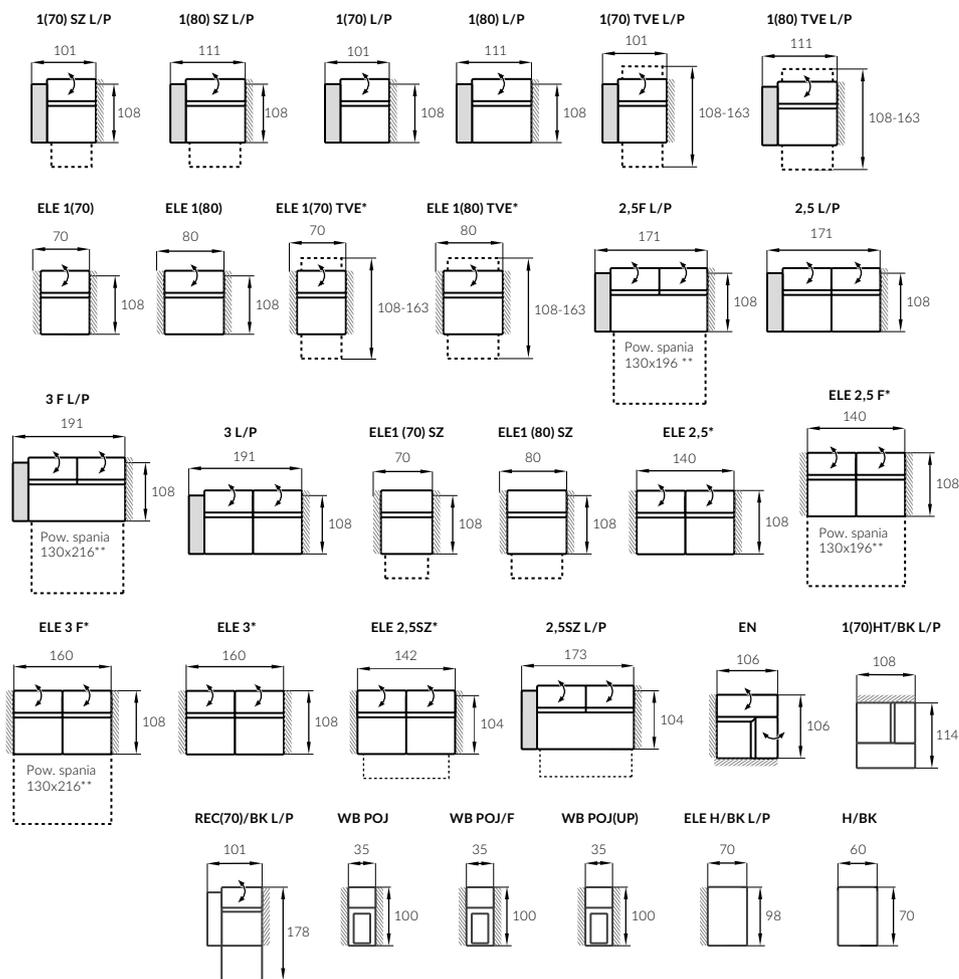 1(70) SZ L/P 1(80) SZ L/P 1(70) L/P 1(80) L/P 1(70) TVE L/P 1(80) TVE L/P
101 111 101 111 101 111
108 108 108 108 108-163 108-163
ELE 1(70) ELE 1(80) ELE 1(70) TVE* ELE 1(80) TVE* 2,5F L/P 2,5 L/P
70 80 70 80 171 171
108 108 108-163 108-163 108 108
Pow. spania
130x196 **
3 F L/P 3 L/P ELE1 (70) SZ ELE1 (80) SZ ELE 2,5* ELE 2,5 F*
191 191 70 80 140 140
108 108 108 108 108 108
Pow. spania
130x216**
Pow. spania
130x196**
ELE 3 F* ELE 3* ELE 2,5SZ* 2,5SZ L/P EN 1(70)HT/BK L/P
160 160 142 173 106 108
108 108 104 104 106 114
Pow. spania
130x216**
REC(70)/BK L/P WB POJ WB POJ/F WB POJ(UP) ELE H/BK L/P H/BK
101 35 35 35 70 60
178 100 100 100 98 70